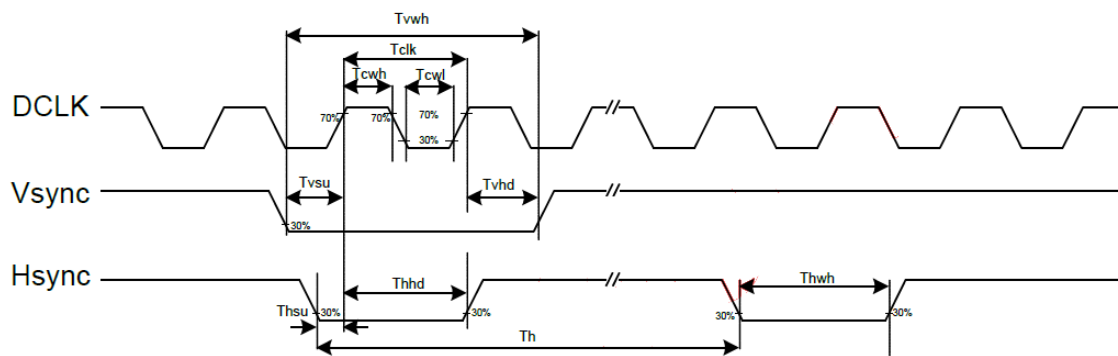 Tvwh
Tclk
Tcwh Tcwl
DCLK
70% 70% 70%
30%
Vsync
Tvsu Tvhd
30%
Hsync
Thhd Thwh
Thsu 30% 30% 30% 30%
Th